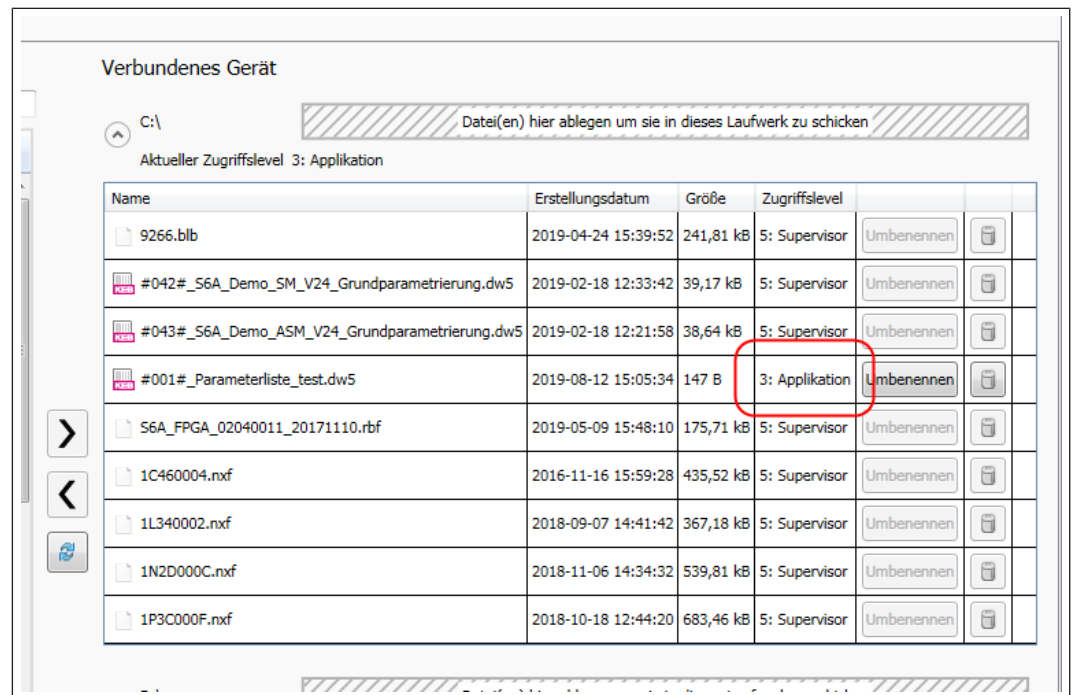 Verbundenes Gerät
C:\ Datei(en) hier ablegen um sie in dieses Laufwerk zu schicken
Aktueller Zugriffslevel 3: Applikation
Name Erstellungsdatum Größe Zugriffslevel
9266.blb 2019-04-24 15:39:52 241,81 kB 5: Supervisor Umbenennen
#042#_S6A_Demo_SM_V24_Grundparametrierung.dw5 2019-02-18 12:33:42 39,17 kB 5: Supervisor Umbenennen
#043#_S6A_Demo_ASM_V24_Grundparametrierung.dw5 2019-02-18 12:21:58 38,64 kB 5: Supervisor Umbenennen
#001#_Parameterliste_test.dw5 2019-08-12 15:05:34 147 B 3: Applikation Umbenennen
S6A_FPGA_02040011_20171110.rbf 2019-05-09 15:48:10 175,71 kB 5: Supervisor Umbenennen
1C460004.nxf 2016-11-16 15:59:28 435,52 kB 5: Supervisor Umbenennen
1L340002.nxf 2018-09-07 14:41:42 367,18 kB 5: Supervisor Umbenennen
1N2D000C.nxf 2018-11-06 14:34:32 539,81 kB 5: Supervisor Umbenennen
1P3C000F.nxf 2018-10-18 12:44:20 683,46 kB 5: Supervisor Umbenennen